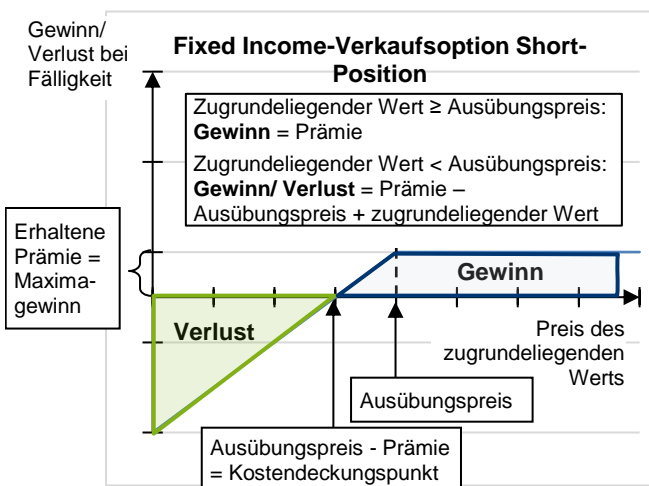 Gewinn/
Verlust bei
Fälligkeit
Fixed Income-Verkaufsoption Short-
Position
Zugrundeliegender Wert ≥ Ausübungspreis:
Gewinn = Prämie
Zugrundeliegender Wert < Ausübungspreis:
Gewinn/ Verlust = Prämie –
Ausübungspreis + zugrundeliegender Wert
Erhaltene
Prämie =
Maxima-
gewinn
Gewinn
Verlust
Preis des
zugrundeliegenden
Werts
Ausübungspreis
Ausübungspreis - Prämie
= Kostendeckungspunkt